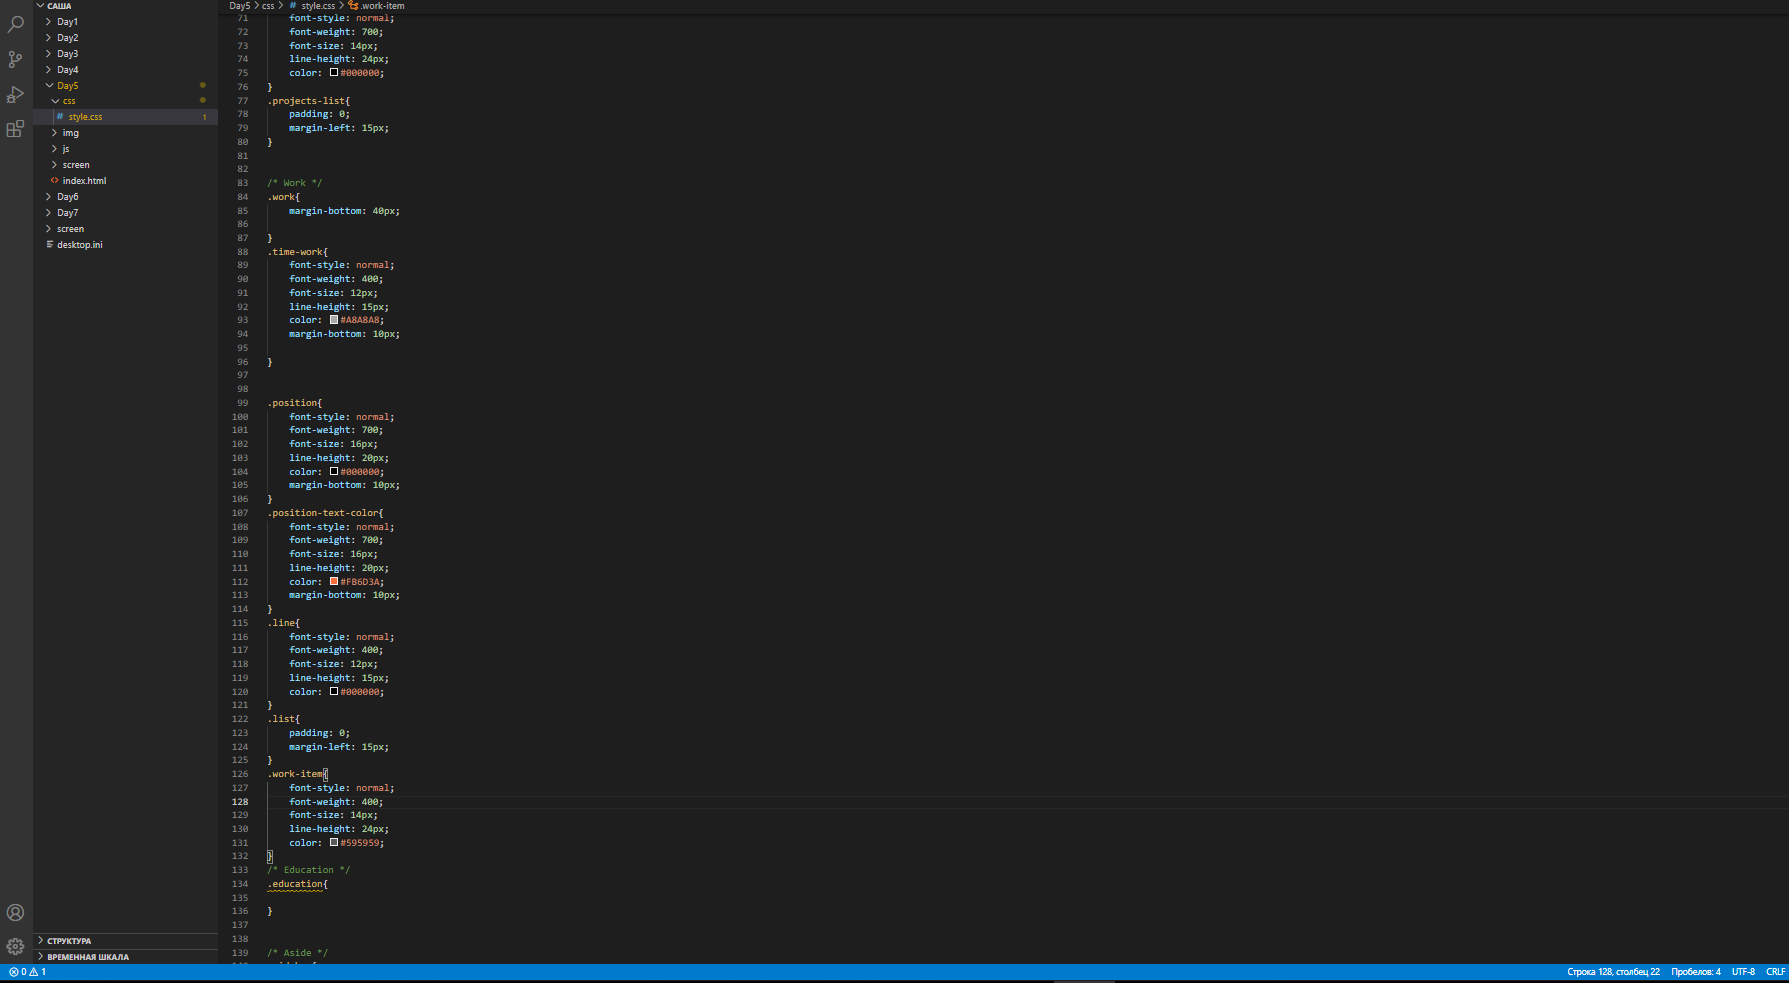 САША
Day1
Day2
Day3
Day4
Day5
css
# style.css 1
img
js
screen
<> index.html
Day6
Day7
screen
desktop.ini
СТРУКТУРА
ВРЕМЕННАЯ ШКАЛА
Day5 > css > # style.css > .work-item
71 font-style: normal;
72 font-weight: 700;
73 font-size: 14px;
74 line-height: 24px;
75 color: #000000;
76 }
77 .projects-list{
78 padding: 0;
79 margin-left: 15px;
80 }
81
82
83 /* Work */
84 .work{
85 margin-bottom: 40px;
86
87 }
88 .time-work{
89 font-style: normal;
90 font-weight: 400;
91 font-size: 12px;
92 line-height: 15px;
93 color: #A8A8A8;
94 margin-bottom: 10px;
95
96 }
97
98
99 .position{
100 font-style: normal;
101 font-weight: 700;
102 font-size: 16px;
103 line-height: 20px;
104 color: #000000;
105 margin-bottom: 10px;
106 }
107 .position-text-color{
108 font-style: normal;
109 font-weight: 700;
110 font-size: 16px;
111 line-height: 20px;
112 color: #FB6D3A;
113 margin-bottom: 10px;
114 }
115 .line{
116 font-style: normal;
117 font-weight: 400;
118 font-size: 12px;
119 line-height: 15px;
120 color: #000000;
121 }
122 .list{
123 padding: 0;
124 margin-left: 15px;
125 }
126 .work-item{
127 font-style: normal;
128 font-weight: 400;
129 font-size: 14px;
130 line-height: 24px;
131 color: #595959;
132 }
133 /* Education */
134 .education{
135
136 }
137
138
139 /* Aside */
0 1
Строка 128, столбец 22 Пробелов: 4 UTF-8 CRLF